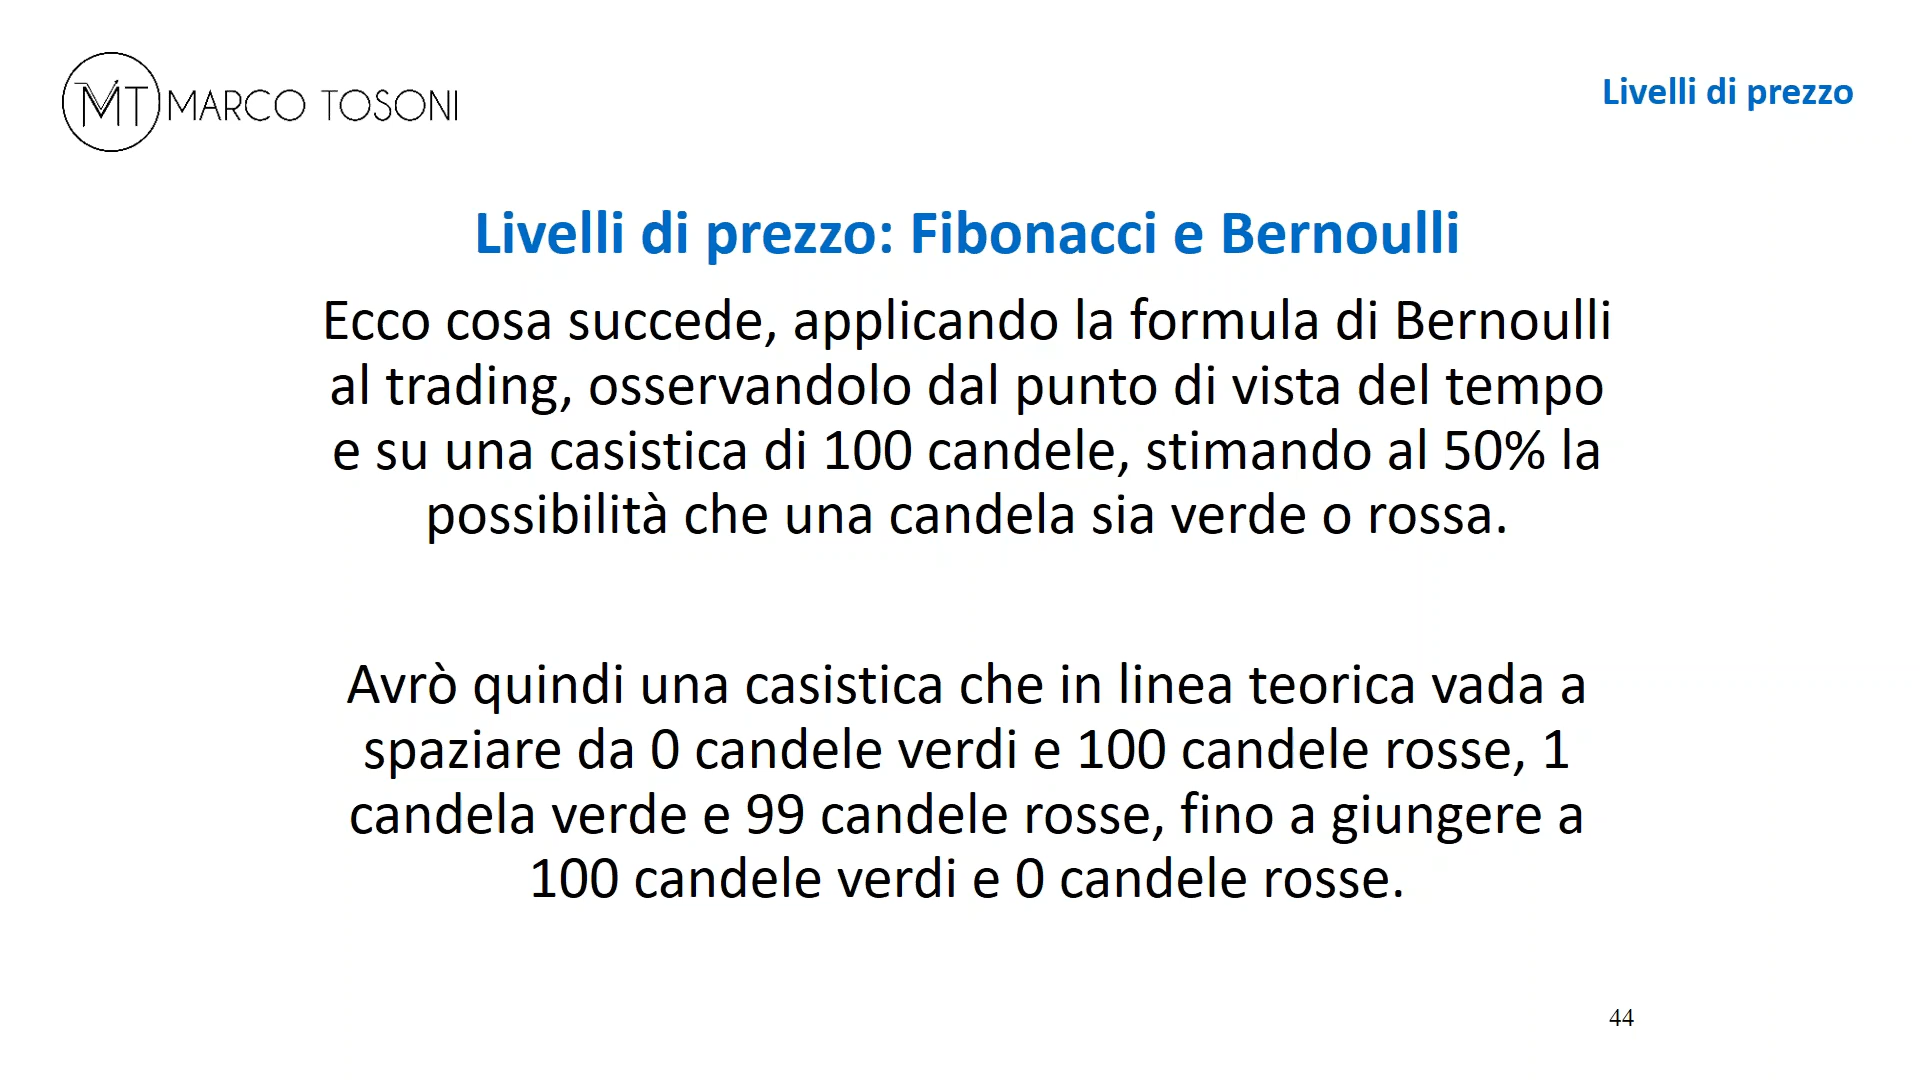 MT MARCO TOSONI
Livelli di prezzo
Livelli di prezzo: Fibonacci e Bernoulli
Ecco cosa succede, applicando la formula di Bernoulli
al trading, osservandolo dal punto di vista del tempo
e su una casistica di 100 candele, stimando al 50% la
possibilità che una candela sia verde o rossa.
Avrò quindi una casistica che in linea teorica vada a
spaziare da 0 candele verdi e 100 candele rosse, 1
candela verde e 99 candele rosse, fino a giungere a
100 candele verdi e 0 candele rosse.
44